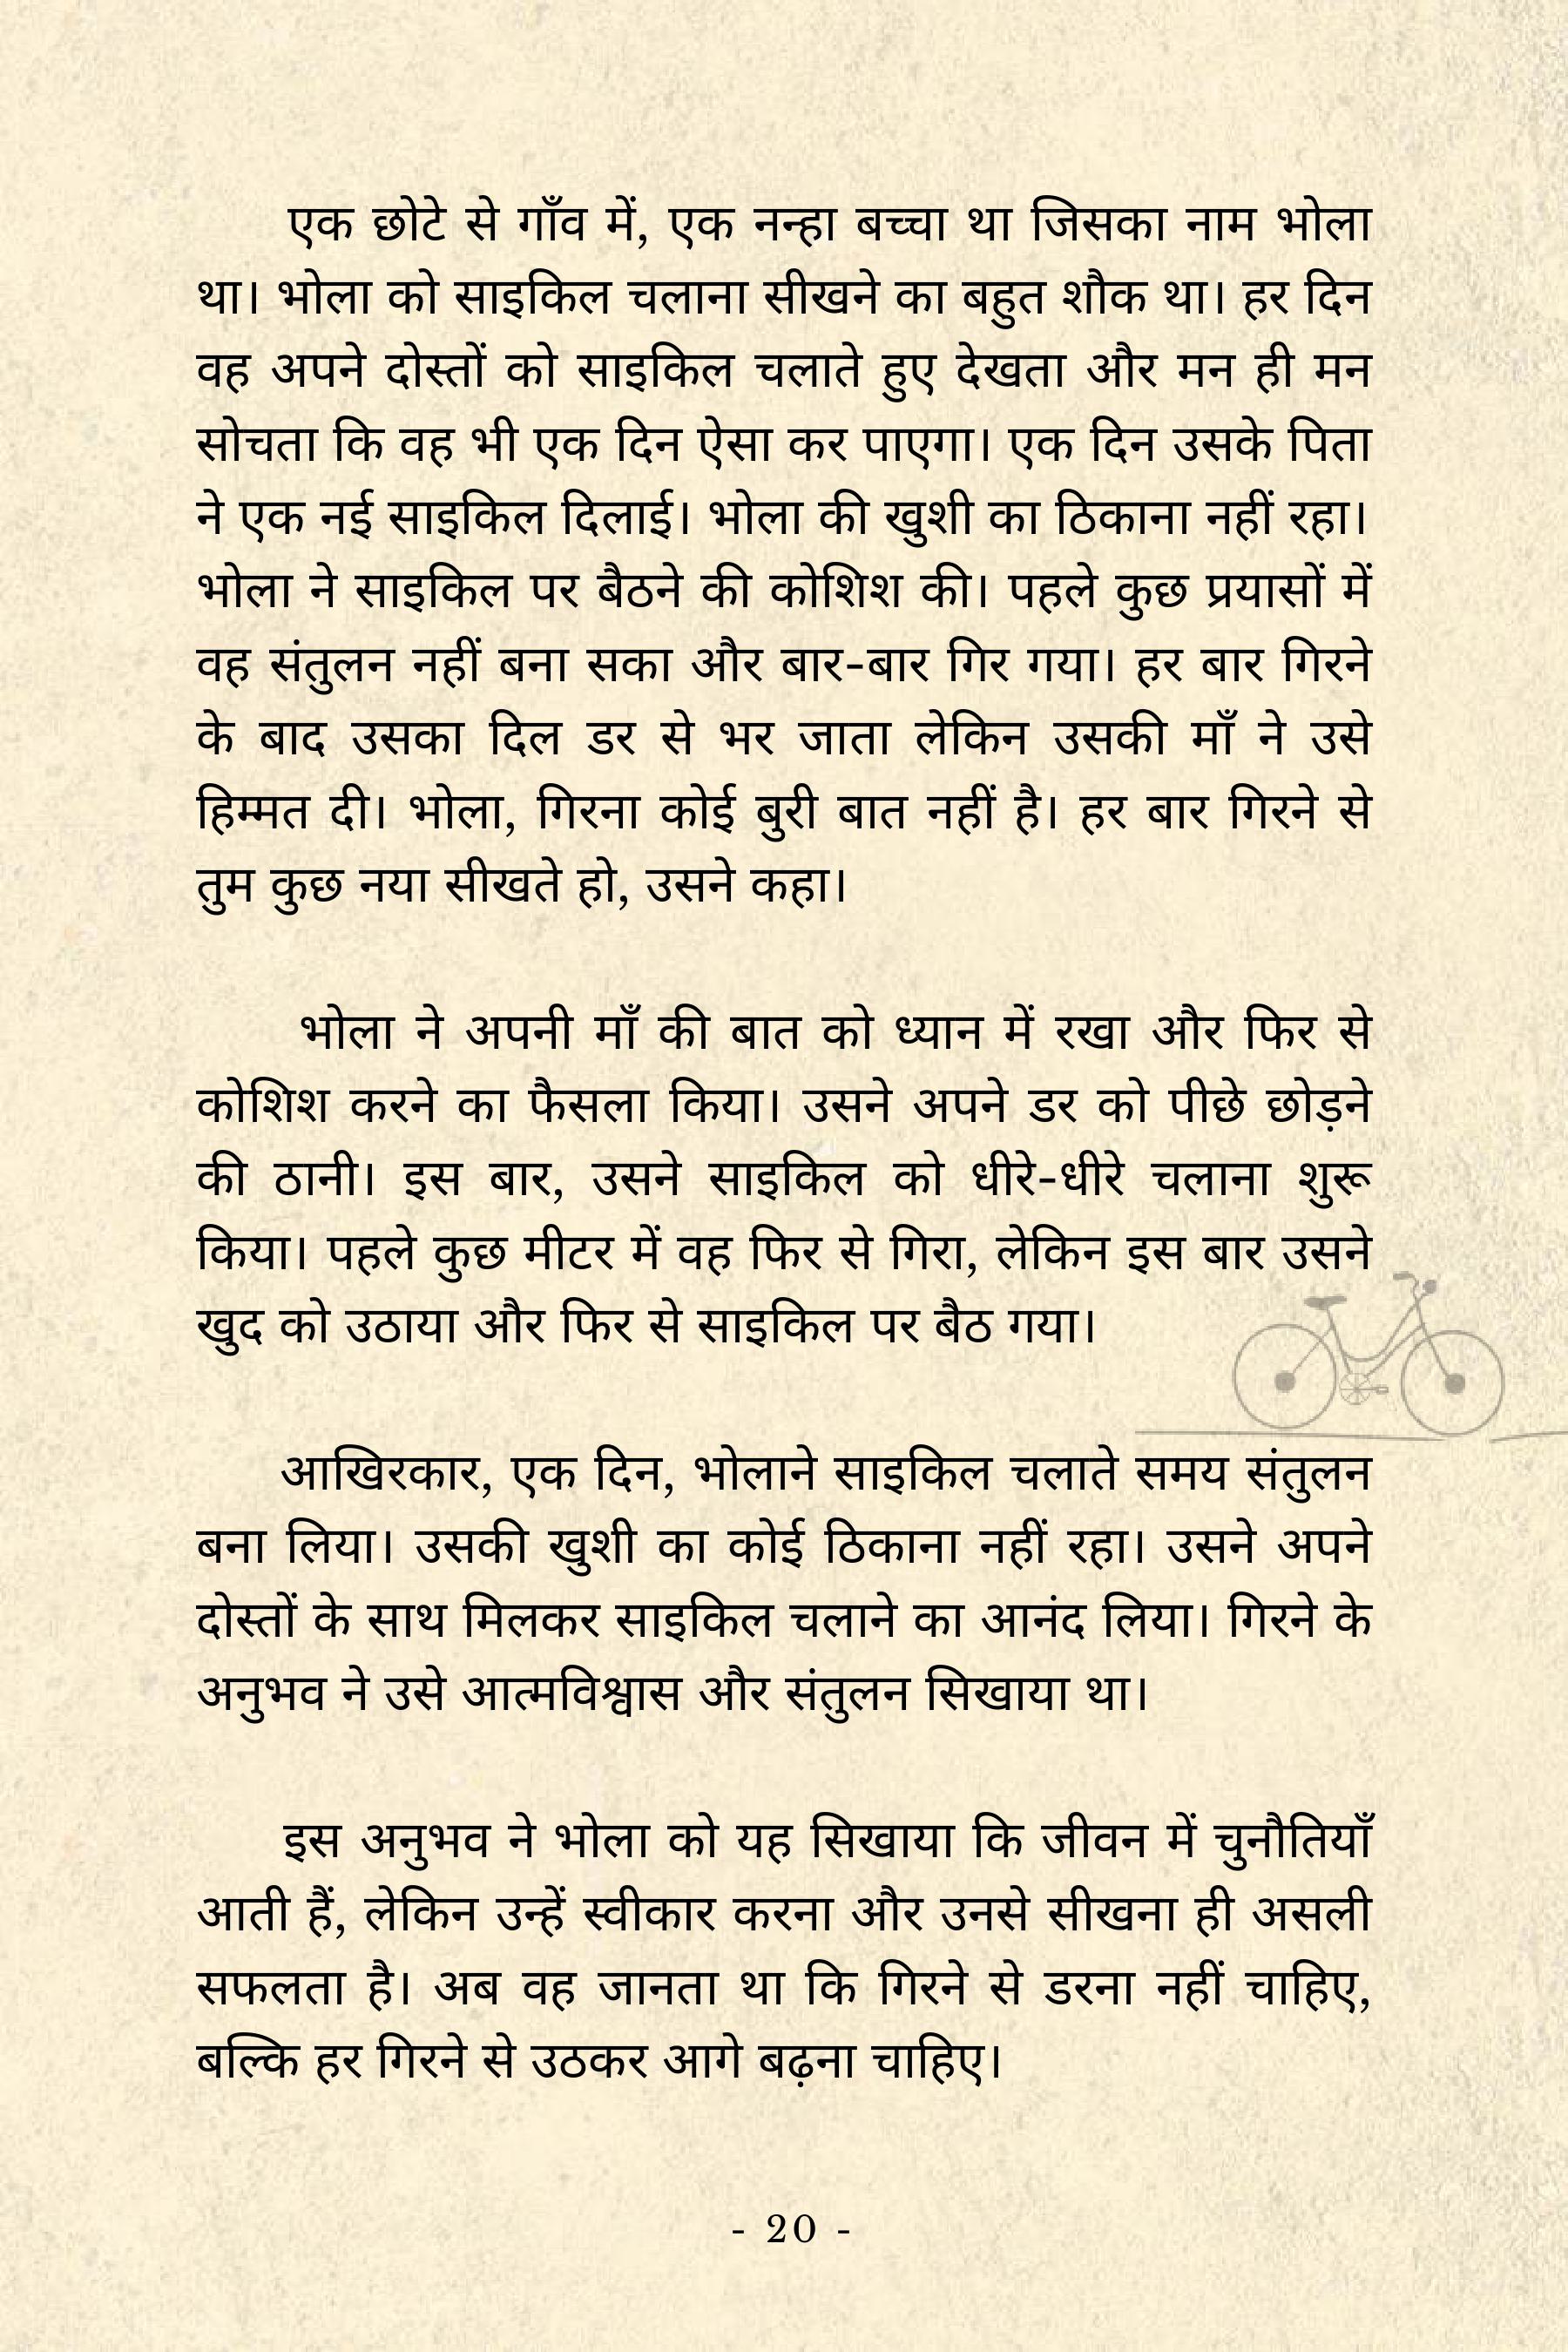 एक छोटे से गाँव में, एक नन्हा बच्चा था जिसका नाम भोला
था। भोला को साइकिल चलाना सीखने का बहुत शौक था। हर दिन
वह अपने दोस्तों को साइकिल चलाते हुए देखता और मन ही मन
सोचता कि वह भी एक दिन ऐसा कर पाएगा। एक दिन उसके पिता
ने एक नई साइकिल दिलाई। भोला की खुशी का ठिकाना नहीं रहा।
भोला ने साइकिल पर बैठने की कोशिश की। पहले कुछ प्रयासों में
वह संतुलन नहीं बना सका और बार-बार गिर गया। हर बार गिरने
के बाद उसका दिल डर से भर जाता लेकिन उसकी माँ ने उसे
हिम्मत दी। भोला, गिरना कोई बुरी बात नहीं है। हर बार गिरने से
तुम कुछ नया सीखते हो, उसने कहा।
भोला ने अपनी माँ की बात को ध्यान में रखा और फिर से
कोशिश करने का फैसला किया। उसने अपने डर को पीछे छोड़ने
की ठानी। इस बार, उसने साइकिल को धीरे-धीरे चलाना शुरू
किया। पहले कुछ मीटर में वह फिर से गिरा, लेकिन इस बार उसने
खुद को उठाया और फिर से साइकिल पर बैठ गया।
आखिरकार, एक दिन, भोलाने साइकिल चलाते समय संतुलन
बना लिया। उसकी खुशी का कोई ठिकाना नहीं रहा। उसने अपने
दोस्तों के साथ मिलकर साइकिल चलाने का आनंद लिया। गिरने के
अनुभव ने उसे आत्मविश्वास और संतुलन सिखाया था।
इस अनुभव ने भोला को यह सिखाया कि जीवन में चुनौतियाँ
आती हैं, लेकिन उन्हें स्वीकार करना और उनसे सीखना ही असली
सफलता है। अब वह जानता था कि गिरने से डरना नहीं चाहिए,
बल्कि हर गिरने से उठकर आगे बढ़ना चाहिए।
- 20 -